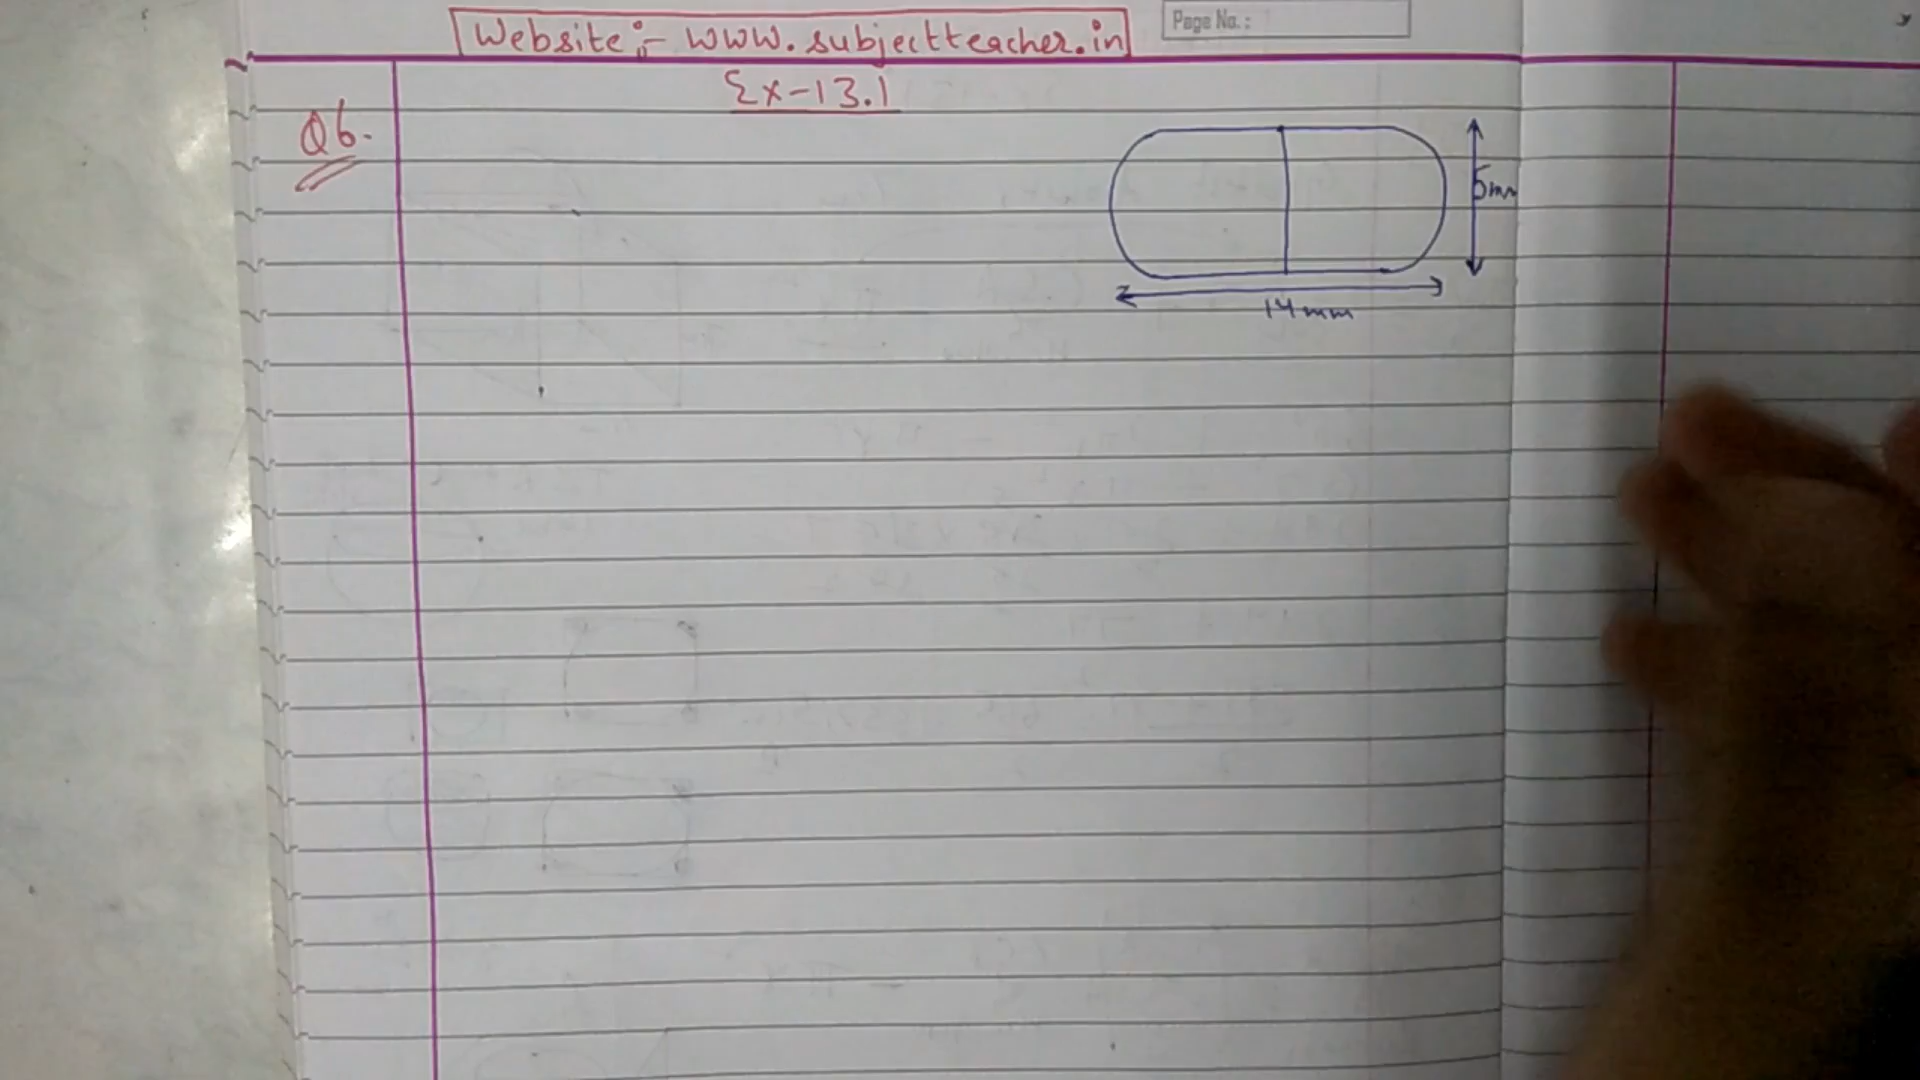 Website:- www.subjectteacher.in
Page No.:
Ex-13.1
Q6.
5mm
14mm